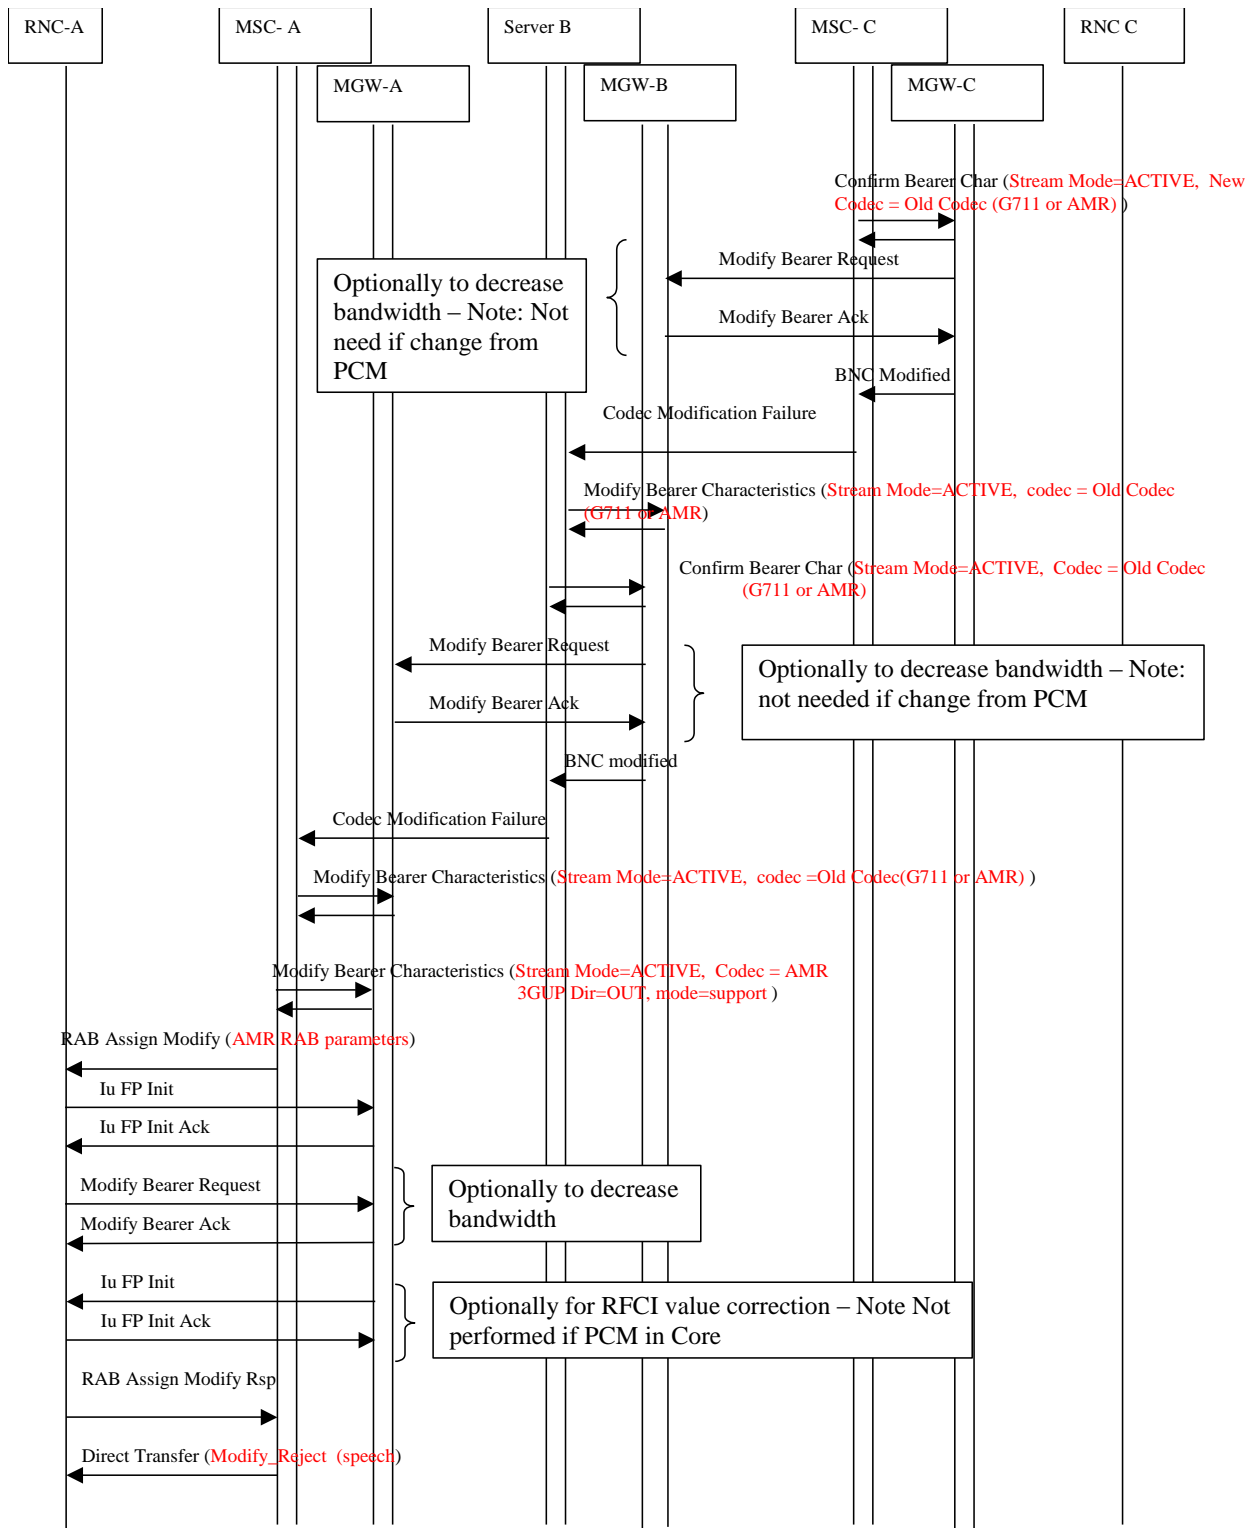 RNC-A
MSC- A
Server B
MSC- C
RNC C
MGW-A
MGW-B
MGW-C
Confirm Bearer Char (Stream Mode=ACTIVE, New
Codec = Old Codec (G711 or AMR) )
Modify Bearer Request
Optionally to decrease
bandwidth – Note: Not
need if change from
PCM
Modify Bearer Ack
BNC Modified
Codec Modification Failure
Modify Bearer Characteristics (Stream Mode=ACTIVE, codec = Old Codec
(G711 or AMR)
Confirm Bearer Char (Stream Mode=ACTIVE, Codec = Old Codec
(G711 or AMR)
Modify Bearer Request
Optionally to decrease bandwidth – Note:
not needed if change from PCM
Modify Bearer Ack
BNC modified
Codec Modification Failure
Modify Bearer Characteristics (Stream Mode=ACTIVE, codec =Old Codec(G711 or AMR) )
Modify Bearer Characteristics (Stream Mode=ACTIVE, Codec = AMR
3GUP Dir=OUT, mode=support )
RAB Assign Modify (AMR RAB parameters)
Iu FP Init
Iu FP Init Ack
Modify Bearer Request
Optionally to decrease
bandwidth
Modify Bearer Ack
Iu FP Init
Optionally for RFCI value correction – Note Not
performed if PCM in Core
Iu FP Init Ack
RAB Assign Modify Rsp
Direct Transfer (Modify_Reject (speech)